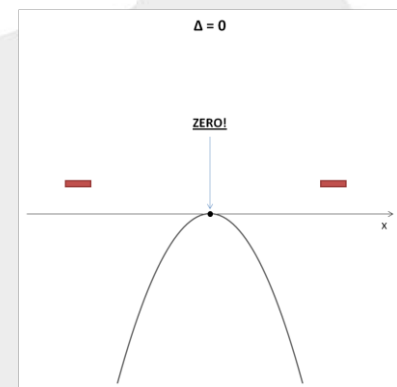 Δ = 0
ZERO!
x